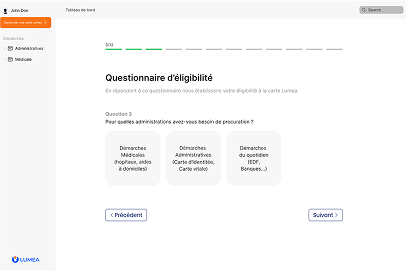 John Doe
Tableau de bord
Search
Demander une carte Lumea
Démarches
Administratives
Médicale
3/12
Questionnaire d'éligibilité
En répondant à ce questionnaire nous établissons votre éligibilité à la carte Lumea.
Question 3
Pour quelles administrations avez-vous besoin de procuration ?
Démarches
Médicales
(hopitaux, aides
à domiciles)
Démarches
Administratives
(Carte d'identité,
Carte vitale)
Démarches
du quotidien
(EDF,
Banques...)
Précédent
Suivant
LUMEA